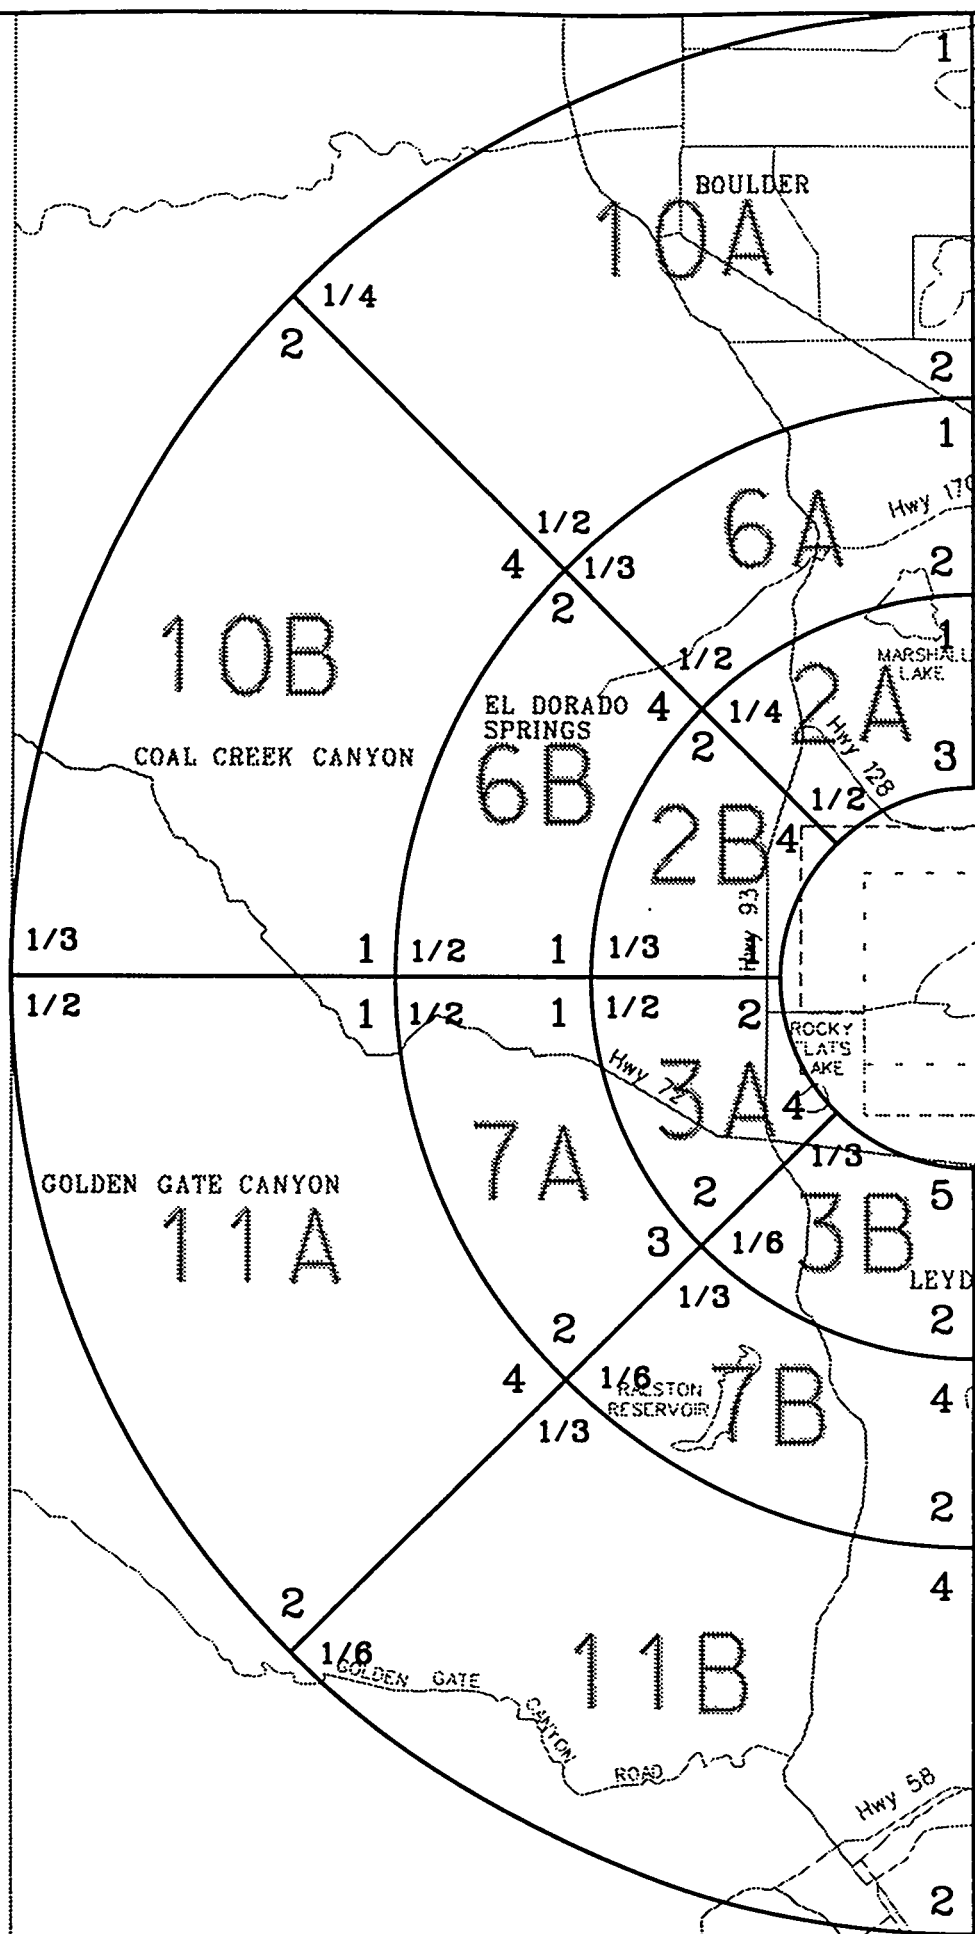 1
BOULDER
10A
1/4
2
2
1
6A
Hwy 170
1/2
4
1/3
2
2
1
10B
MARSHALL
LAKE
1/2
2A
EL DORADO
SPRINGS
4
1/4
2
Hwy 128
COAL CREEK CANYON
6B
3
1/2
2B
4
Hwy 93
1/3
1
1/2
1
1/3
1
1/2
1
1/2
1
1/2
2
ROCKY
FLATS
LAKE
Hwy 72
3A
4
7A
1/3
GOLDEN GATE CANYON
11A
2
5
3B
3
1/6
LEYD
1/3
2
2
4
1/6
RALSTON
RESERVOIR
7B
4
1/3
2
4
2
11B
1/6
GOLDEN GATE
CANYON
ROAD
Hwy 58
2